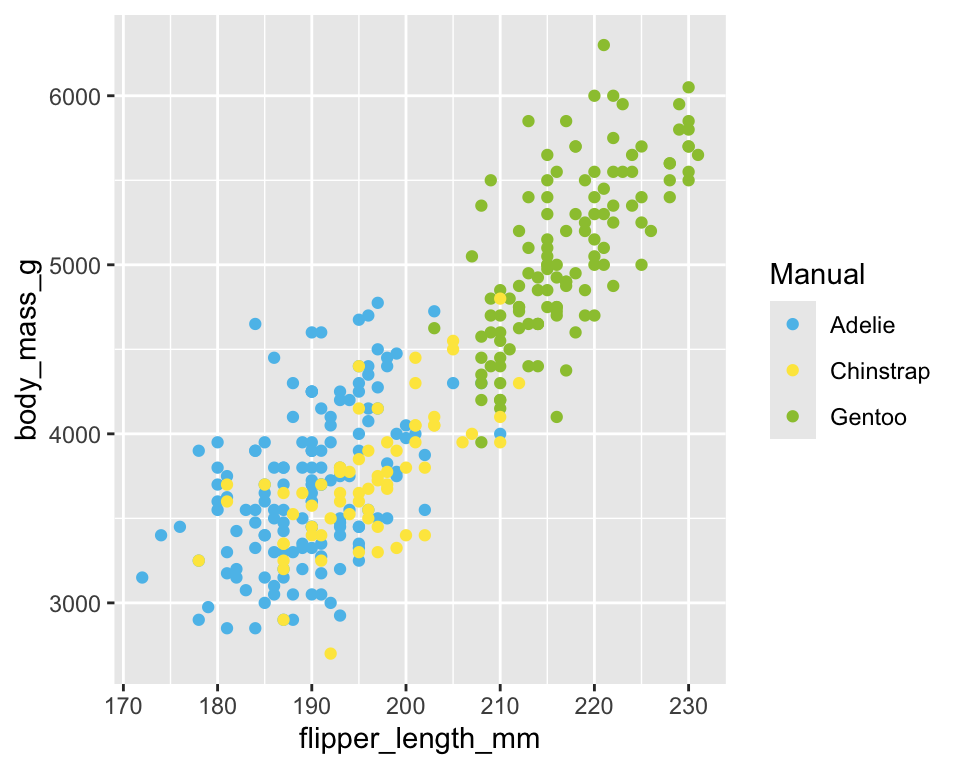 6000
5000
4000
3000
body_mass_g
170 180 190 200 210 220 230
flipper_length_mm
Manual
Adelie
Chinstrap
Gentoo